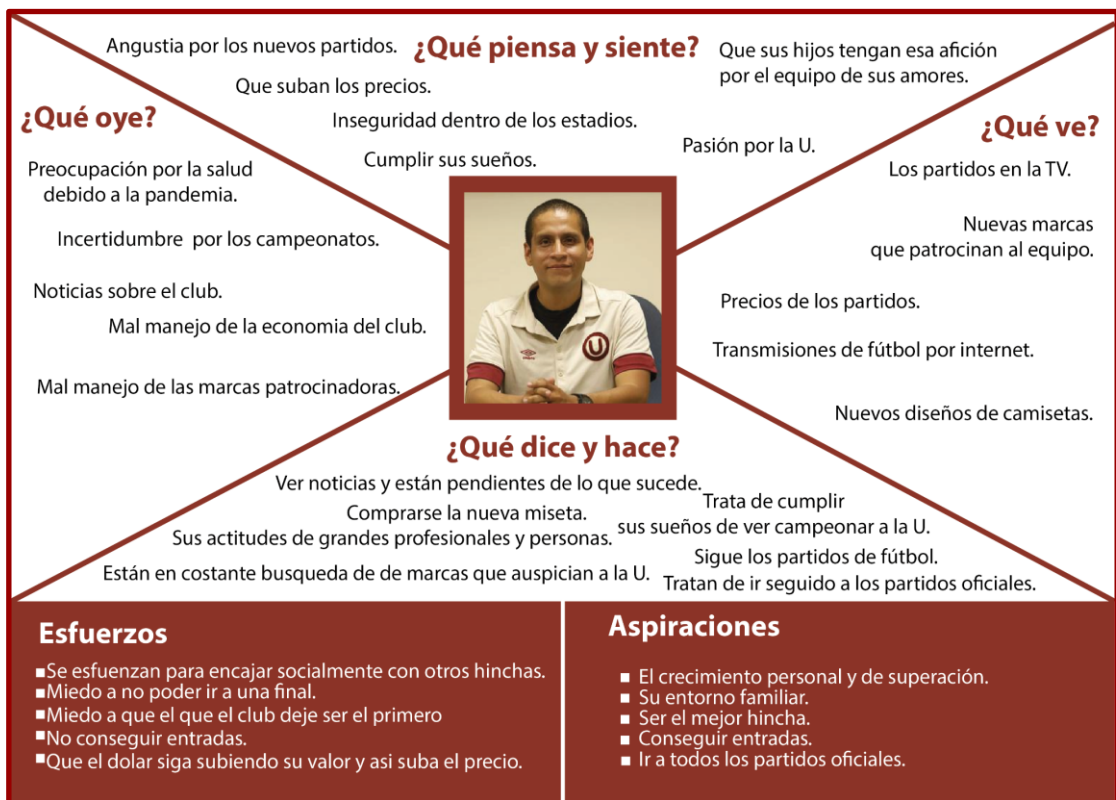 ¿Qué piensa y siente?
Angustia por los nuevos partidos.
Que suban los precios.
Inseguridad dentro de los estadios.
Cumplir sus sueños.
Que sus hijos tengan esa afición
por el equipo de sus amores.
Pasión por la U.
¿Qué oye?
Preocupación por la salud
debido a la pandemia.
Incertidumbre por los campeonatos.
Noticias sobre el club.
Mal manejo de la economia del club.
Mal manejo de las marcas patrocinadoras.
¿Qué ve?
Los partidos en la TV.
Nuevas marcas
que patrocinan al equipo.
Precios de los partidos.
Transmisiones de fútbol por internet.
Nuevos diseños de camisetas.
U
umbro
¿Qué dice y hace?
Ver noticias y están pendientes de lo que sucede.
Comprarse la nueva miseta.
Sus actitudes de grandes profesionales y personas.
Están en costante busqueda de de marcas que auspician a la U.
Trata de cumplir
sus sueños de ver campeonar a la U.
Sigue los partidos de fútbol.
Tratan de ir seguido a los partidos oficiales.
Esfuerzos
▪Se esfuenzan para encajar socialmente con otros hinchas.
▪Miedo a no poder ir a una final.
▪Miedo a que el que el club deje ser el primero
▪No conseguir entradas.
▪Que el dolar siga subiendo su valor y asi suba el precio.
Aspiraciones
▪ El crecimiento personal y de superación.
▪ Su entorno familiar.
▪ Ser el mejor hincha.
▪ Conseguir entradas.
▪ Ir a todos los partidos oficiales.